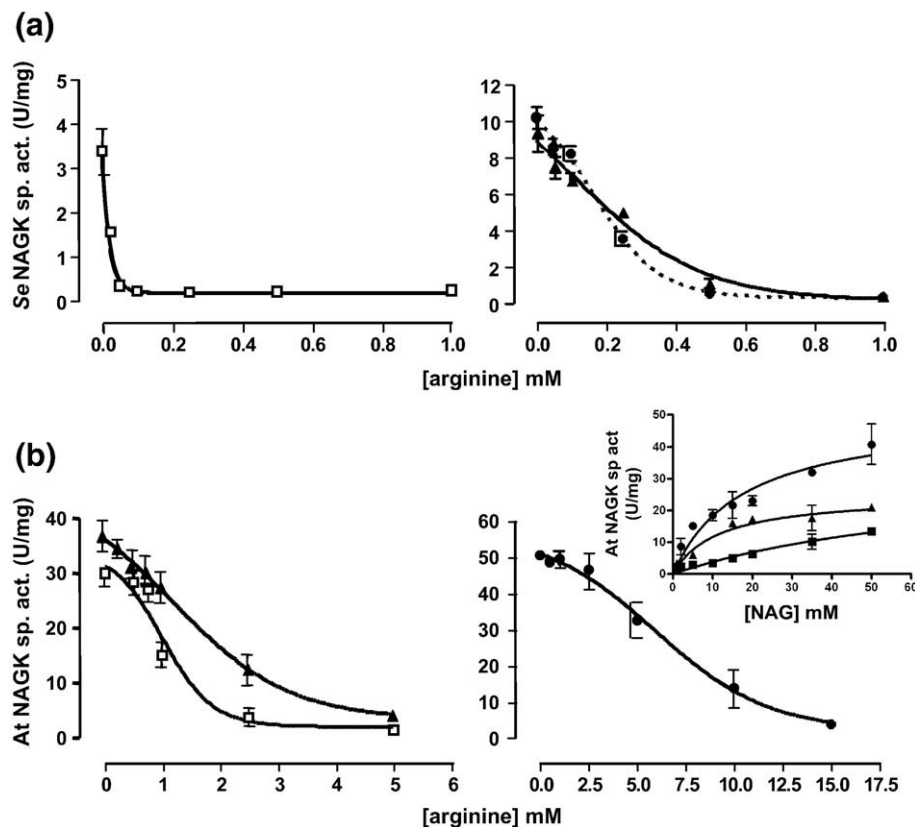 (a)
Se NAGK sp. act. (U/mg)
5
4
3
2
1
0
0.0 0.2 0.4 0.6 0.8 1.0
12
10
8
6
4
2
0
0.0 0.2 0.4 0.6 0.8 1.0
[arginine] mM
(b)
At NAGK sp. act. (U/mg)
40
30
20
10
0
0 1 2 3 4 5 6
60
50
40
30
20
10
0
0.0 2.5 5.0 7.5 10.0 12.5 15.0 17.5
At NAGK sp act
(U/mg)
50
40
30
20
10
0
0 10 20 30 40 50 60
[NAG] mM
[arginine] mM